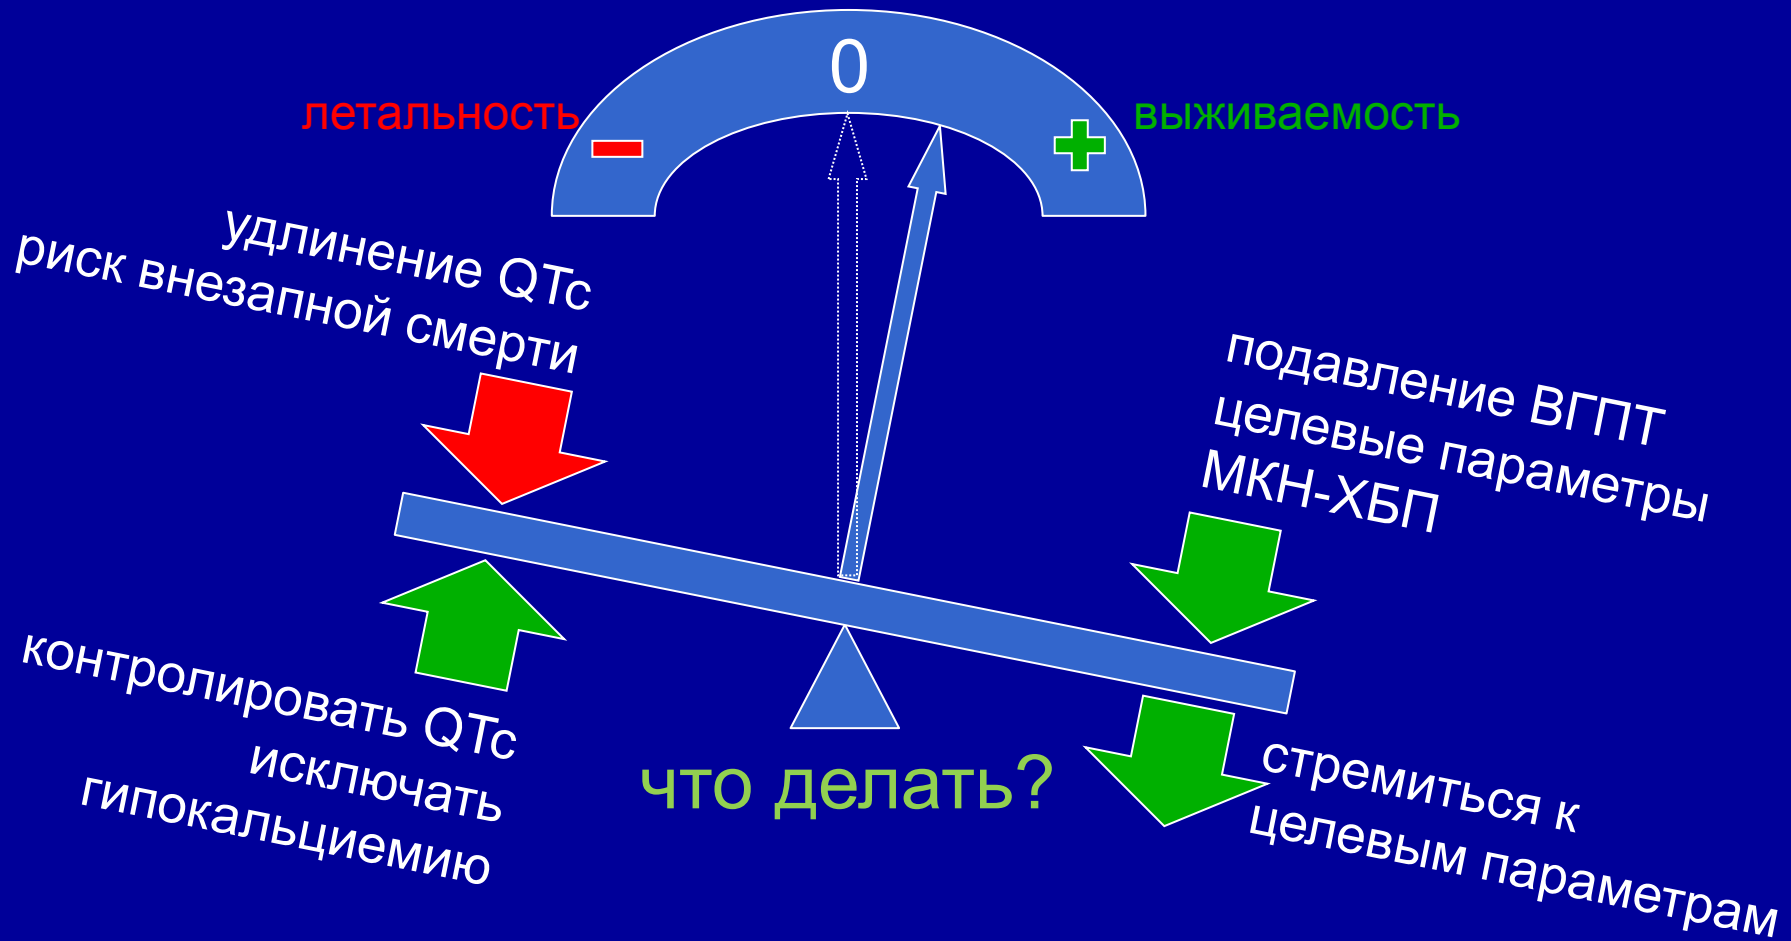 0
летальность
выживаемость
удлинение QTc
риск внезапной смерти
подавление ВГПТ
целевые параметры
МКН-ХБП
контролировать QTc
исключать
гипокальциемию
что делать?
стремиться к
целевым параметрам